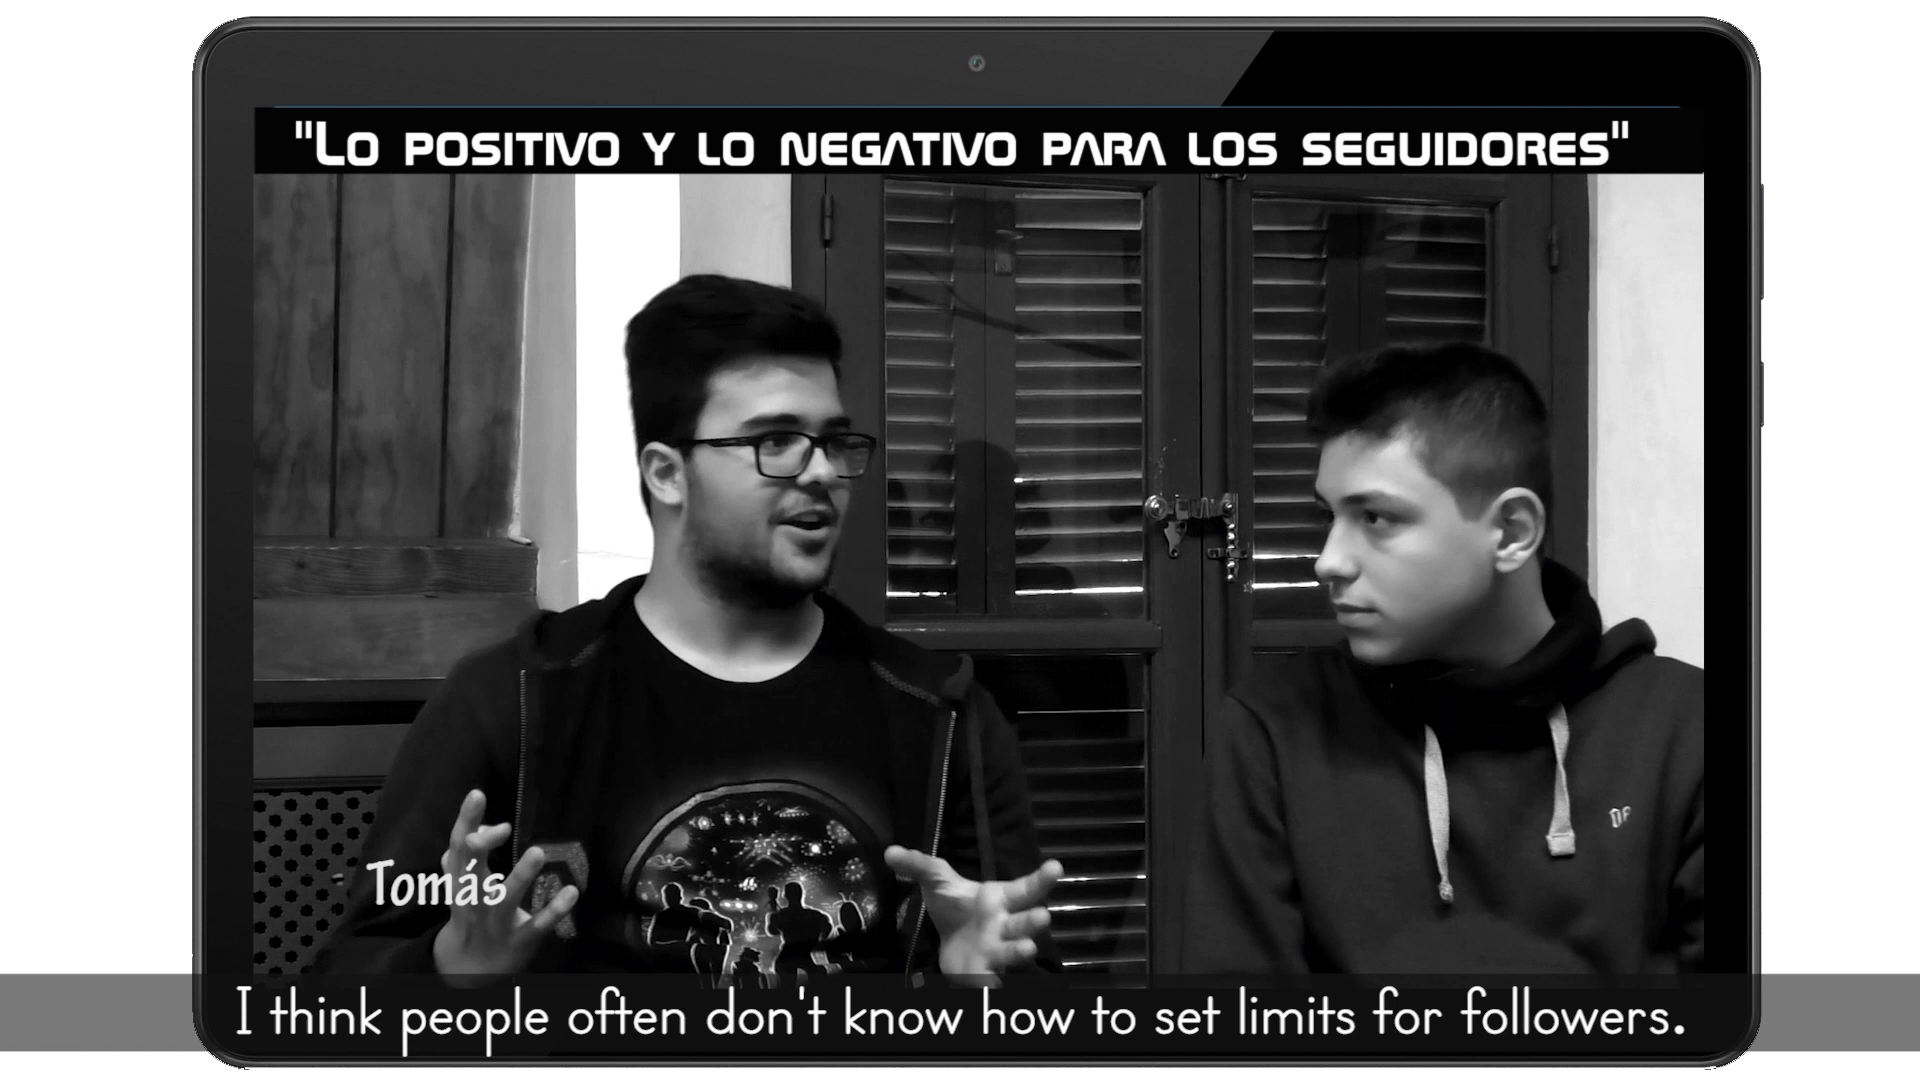 "Lo positivo y lo negativo para los seguidores"
Tomás
I think people often don't know how to set limits for followers.